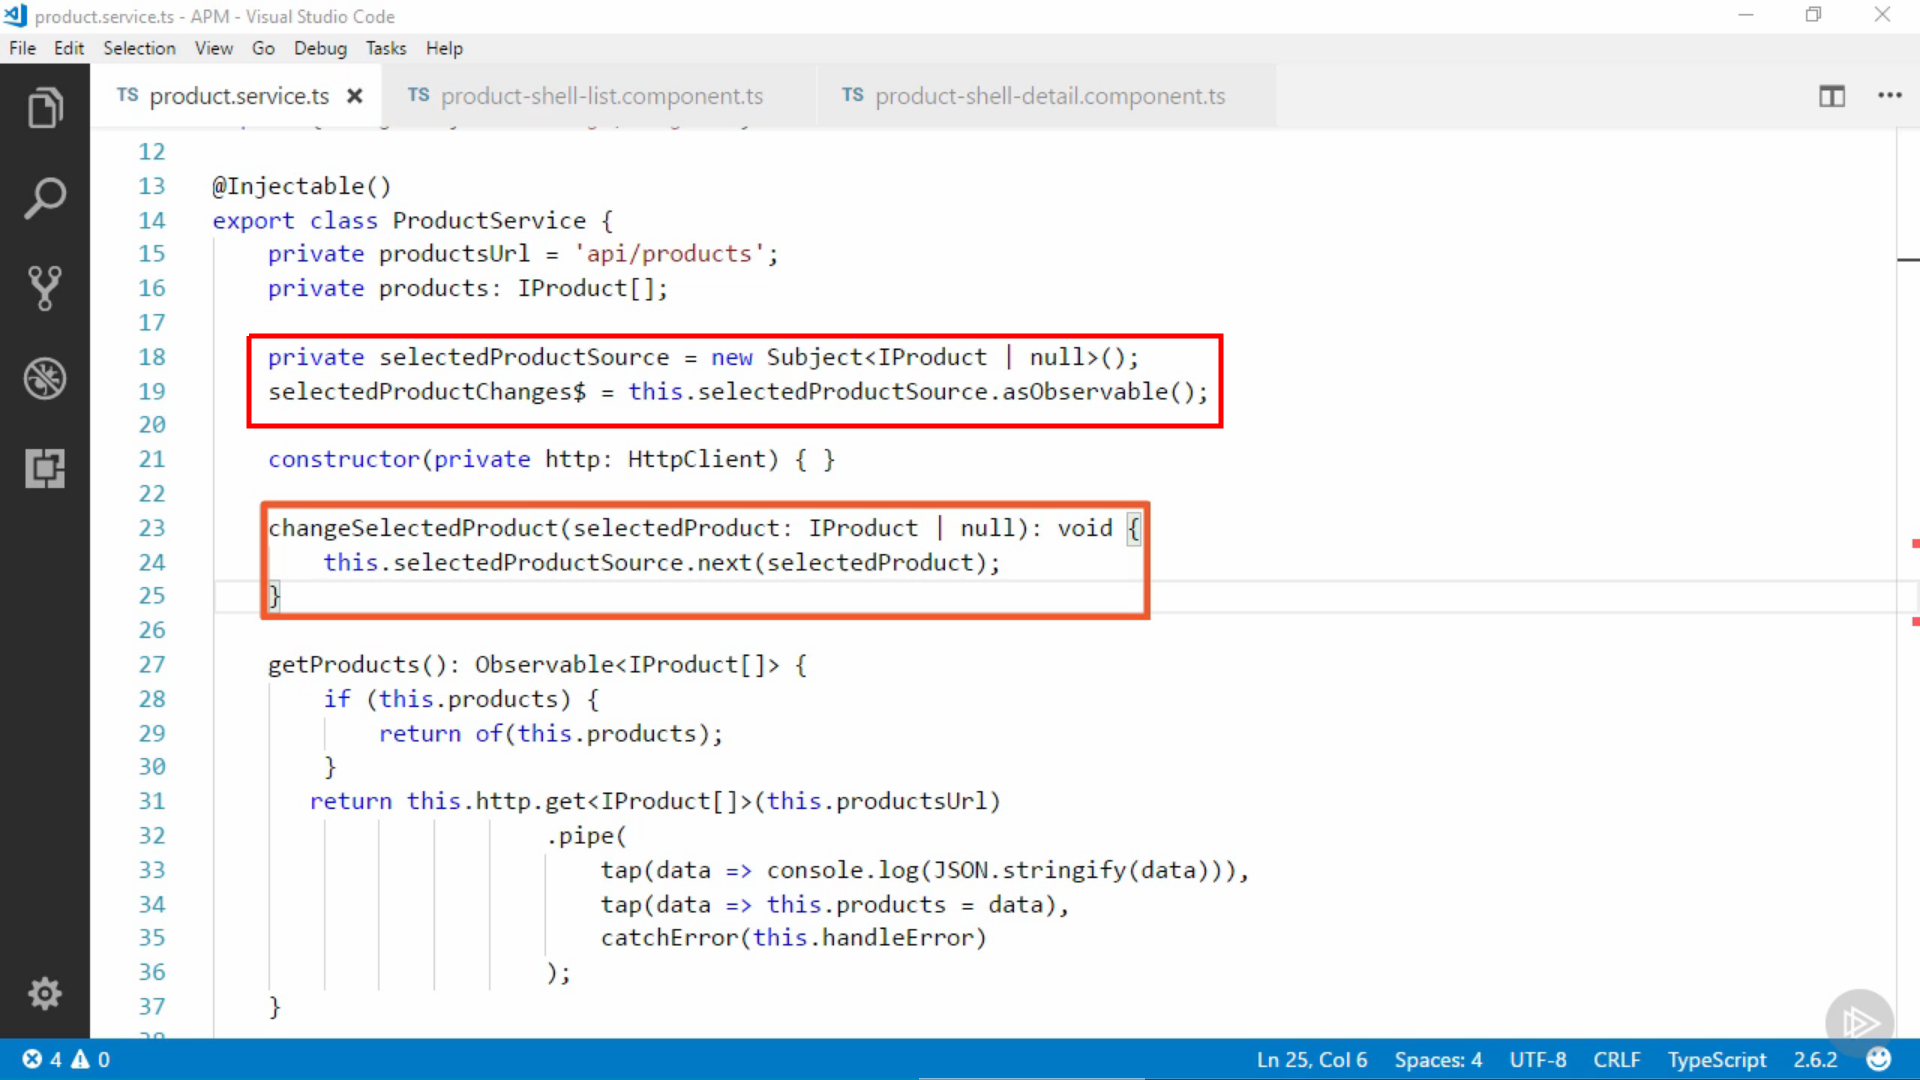 product.service.ts - APM - Visual Studio Code
File Edit Selection View Go Debug Tasks Help
TS product.service.ts × TS product-shell-list.component.ts TS product-shell-detail.component.ts
12
13 @Injectable()
14 export class ProductService {
15 private productsUrl = 'api/products';
16 private products: IProduct[];
17
18 private selectedProductSource = new Subject<IProduct | null>();
19 selectedProductChanges$ = this.selectedProductSource.asObservable();
20
21 constructor(private http: HttpClient) { }
22
23 changeSelectedProduct(selectedProduct: IProduct | null): void {
24 this.selectedProductSource.next(selectedProduct);
25 }
26
27 getProducts(): Observable<IProduct[]> {
28 if (this.products) {
29 return of(this.products);
30 }
31 return this.http.get<IProduct[]>(this.productsUrl)
32 .pipe(
33 tap(data => console.log(JSON.stringify(data))),
34 tap(data => this.products = data),
35 catchError(this.handleError)
36 );
37 }
4 0 Ln 25, Col 6 Spaces: 4 UTF-8 CRLF TypeScript 2.6.2